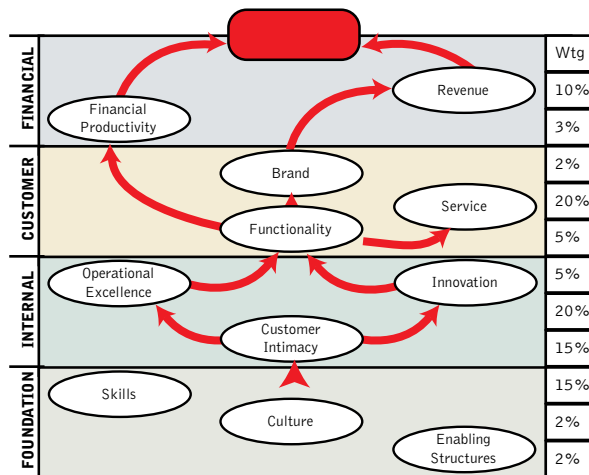 Wtg
FINANCIAL
Revenue
10%
Financial
Productivity
3%
CUSTOMER
Brand
2%
Service
20%
Functionality
5%
INTERNAL
Operational
Excellence
Innovation
5%
20%
Customer
Intimacy
15%
FOUNDATION
Skills
15%
Culture
2%
Enabling
Structures
2%